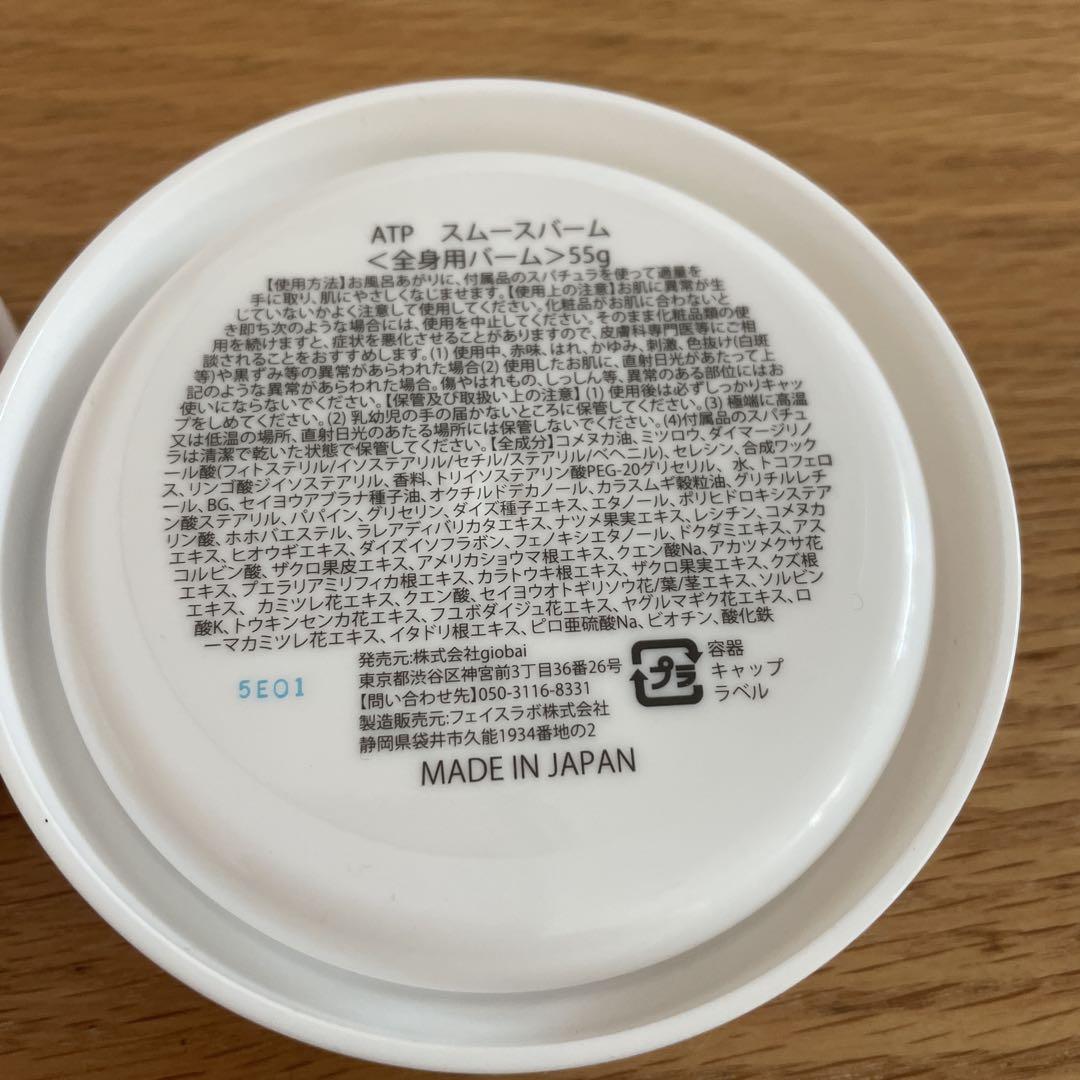 ATP　スムースバーム
＜全身用バーム＞55g
【使用方法】お風呂あがりに、付属品のスパチュラを使って適量を
手に取り、肌にやさしくなじませます。【使用上の注意】お肌に異常が生
じていないかよく注意して使用してください。化粧品がお肌に合わないと
き即ち次のような場合には、使用を中止してください。そのまま化粧品類の使
用を続けますと、症状を悪化させることがありますので、皮膚科専門医等にご相
談されることをおすすめします。(1) 使用中、赤味、はれ、かゆみ、刺激、色抜け(白斑
等)や黒ずみ等の異常があらわれた場合(2) 使用したお肌に、直射日光があたって上
記のような異常があらわれた場合。傷やはれもの、しっしん等、異常のある部位にはお
使いにならないでください。【保管及び取扱い上の注意】(1) 使用後は必ずしっかりキャッ
プをしめてください。(2) 乳幼児の手の届かないところに保管してください。(3) 極端に高温
又は低温の場所、直射日光のあたる場所には保管しないでください。(4)付属品のスパチュ
ラは清潔で乾いた状態で保管してください。【全成分】コメヌカ油、ミツロウ、ダイマージリノ
ール酸(フィトステリル/イソステアリル/セチル/ステアリル/ベヘニル)、セレシン、合成ワック
ス、リンゴ酸ジイソステアリル、香料、トリイソステアリン酸PEG-20グリセリル、水、トコフェロ
ール、BG、セイヨウアブラナ種子油、オクチルドデカノール、カラスムギ穀粒油、グリチルレチ
ン酸ステアリル、パパイン、グリセリン、ダイズ種子エキス、エタノール、ポリヒドロキシステア
リン酸、ホホバエステル、ラレアディバリカタエキス、ナツメ果実エキス、レシチン、コメヌカ
エキス、ヒオウギエキス、ダイズイソフラボン、フェノキシエタノール、ドクダミエキス、アス
コルビン酸、ザクロ果皮エキス、アメリカショウマ根エキス、クエン酸Na、アカツメクサ花
エキス、プエラリアミリフィカ根エキス、カラトウキ根エキス、ザクロ果実エキス、クズ根
エキス、カミツレ花エキス、クエン酸、セイヨウオトギリソウ花/葉/茎エキス、ソルビン
酸K、トウキンセンカ花エキス、フユボダイジュ花エキス、ヤグルマギク花エキス、ロ
ーマカミツレ花エキス、イタドリ根エキス、ピロ亜硫酸Na、ビオチン、酸化鉄
発売元:株式会社giobai
東京都渋谷区神宮前3丁目36番26号
【問い合わせ先】050-3116-8331
製造販売元:フェイスラボ株式会社
静岡県袋井市久能1934番地の2
プラ
容器
キャップ
ラベル
5E01
MADE IN JAPAN